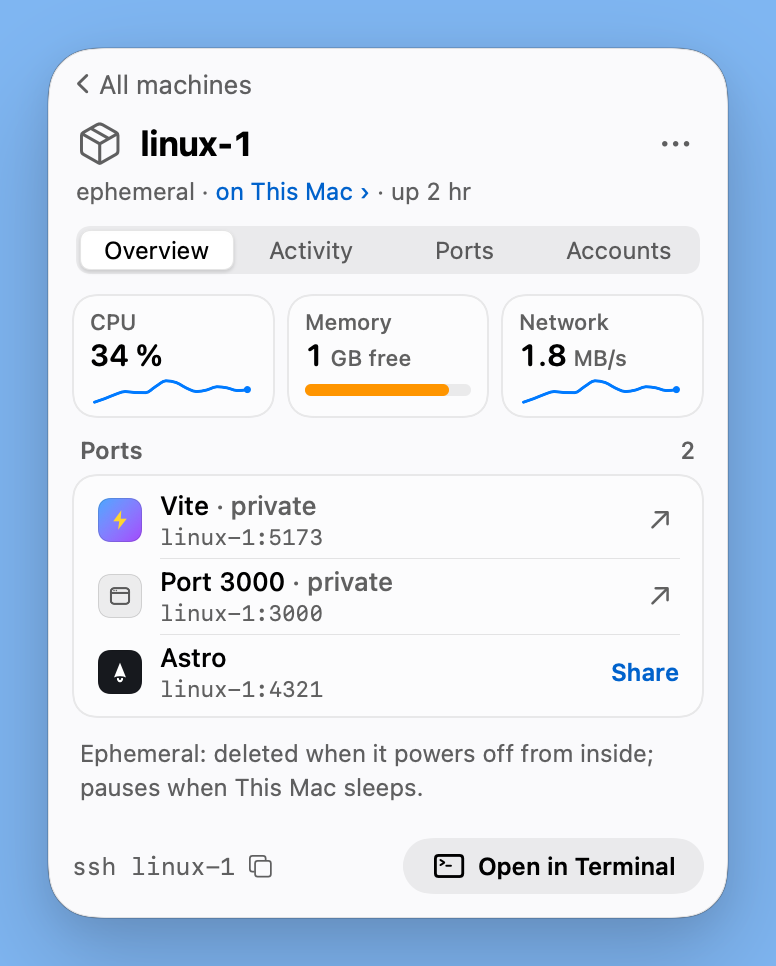 All machines
linux-1
ephemeral · on This Mac › · up 2 hr
Overview Activity Ports Accounts
CPU Memory Network
34 % 1 GB free 1.8 MB/s
Ports 2
Vite · private
linux-1:5173
Port 3000 · private
linux-1:3000
Astro
linux-1:4321
Share
Ephemeral: deleted when it powers off from inside;
pauses when This Mac sleeps.
ssh linux-1 Open in Terminal